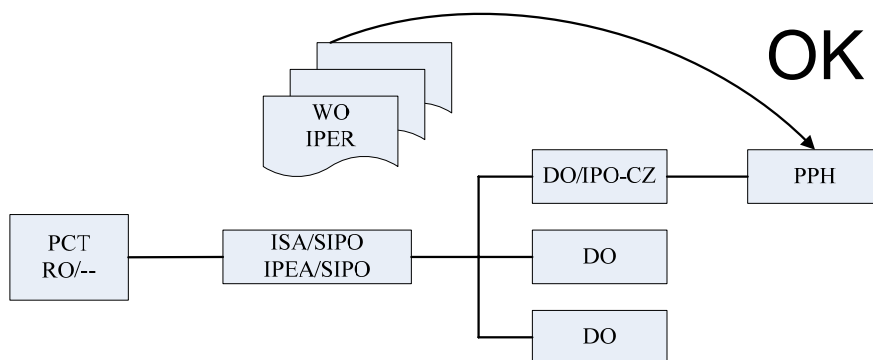 OK
WO
IPER
DO/IPO-CZ
PPH
PCT
RO/--
ISA/SIPO
IPEA/SIPO
DO
DO